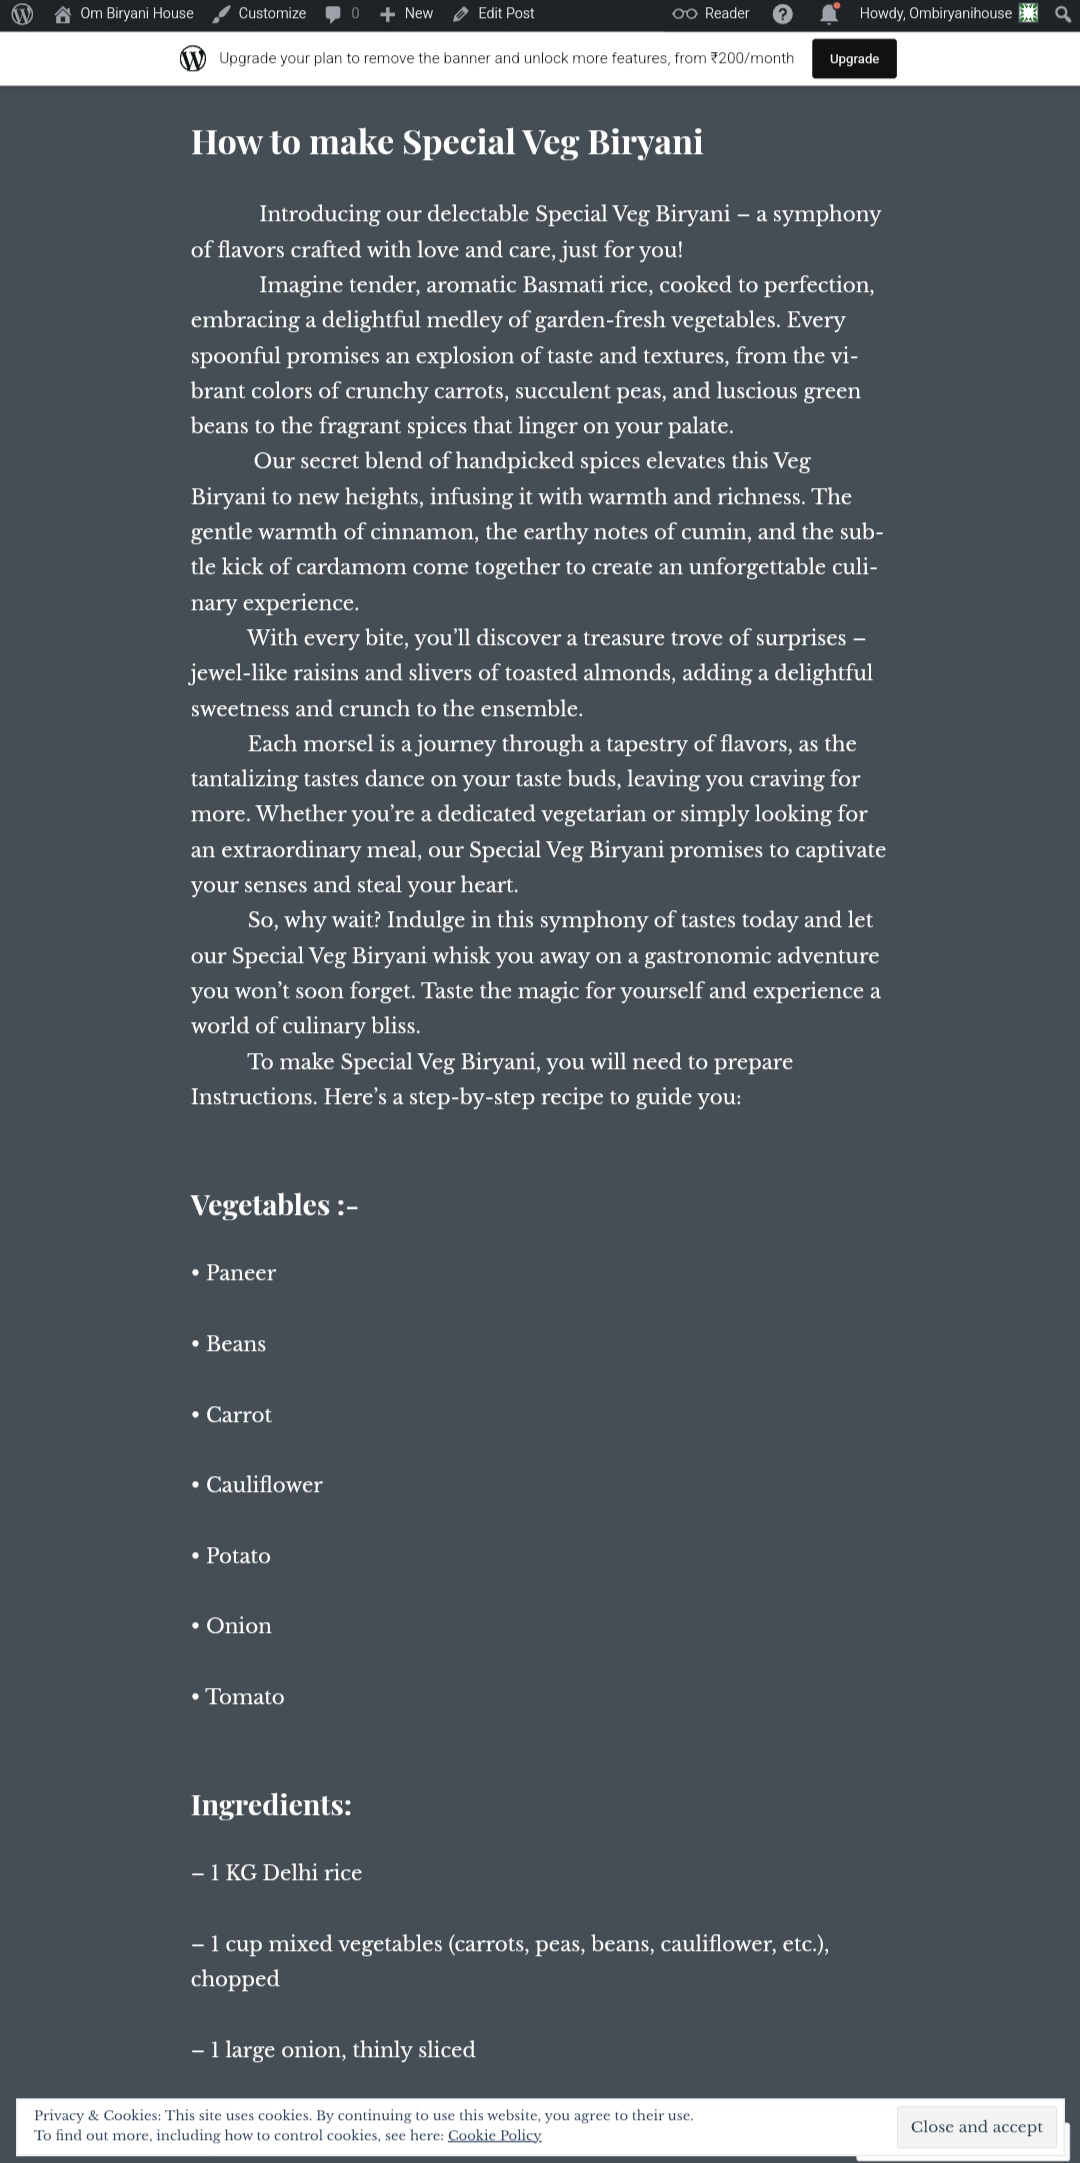 Om Biryani House Customize 0 New Edit Post Reader Howdy, Ombiryanihouse
Upgrade your plan to remove the banner and unlock more features, from ₹200/month Upgrade
How to make Special Veg Biryani
Introducing our delectable Special Veg Biryani – a symphony
of flavors crafted with love and care, just for you!
Imagine tender, aromatic Basmati rice, cooked to perfection,
embracing a delightful medley of garden-fresh vegetables. Every
spoonful promises an explosion of taste and textures, from the vi-
brant colors of crunchy carrots, succulent peas, and luscious green
beans to the fragrant spices that linger on your palate.
Our secret blend of handpicked spices elevates this Veg
Biryani to new heights, infusing it with warmth and richness. The
gentle warmth of cinnamon, the earthy notes of cumin, and the sub-
tle kick of cardamom come together to create an unforgettable culi-
nary experience.
With every bite, you’ll discover a treasure trove of surprises –
jewel-like raisins and slivers of toasted almonds, adding a delightful
sweetness and crunch to the ensemble.
Each morsel is a journey through a tapestry of flavors, as the
tantalizing tastes dance on your taste buds, leaving you craving for
more. Whether you’re a dedicated vegetarian or simply looking for
an extraordinary meal, our Special Veg Biryani promises to captivate
your senses and steal your heart.
So, why wait? Indulge in this symphony of tastes today and let
our Special Veg Biryani whisk you away on a gastronomic adventure
you won’t soon forget. Taste the magic for yourself and experience a
world of culinary bliss.
To make Special Veg Biryani, you will need to prepare
Instructions. Here’s a step-by-step recipe to guide you:
Vegetables :-
• Paneer
• Beans
• Carrot
• Cauliflower
• Potato
• Onion
• Tomato
Ingredients:
– 1 KG Delhi rice
– 1 cup mixed vegetables (carrots, peas, beans, cauliflower, etc.),
chopped
– 1 large onion, thinly sliced
Privacy & Cookies: This site uses cookies. By continuing to use this website, you agree to their use.
To find out more, including how to control cookies, see here: Cookie Policy
Close and accept